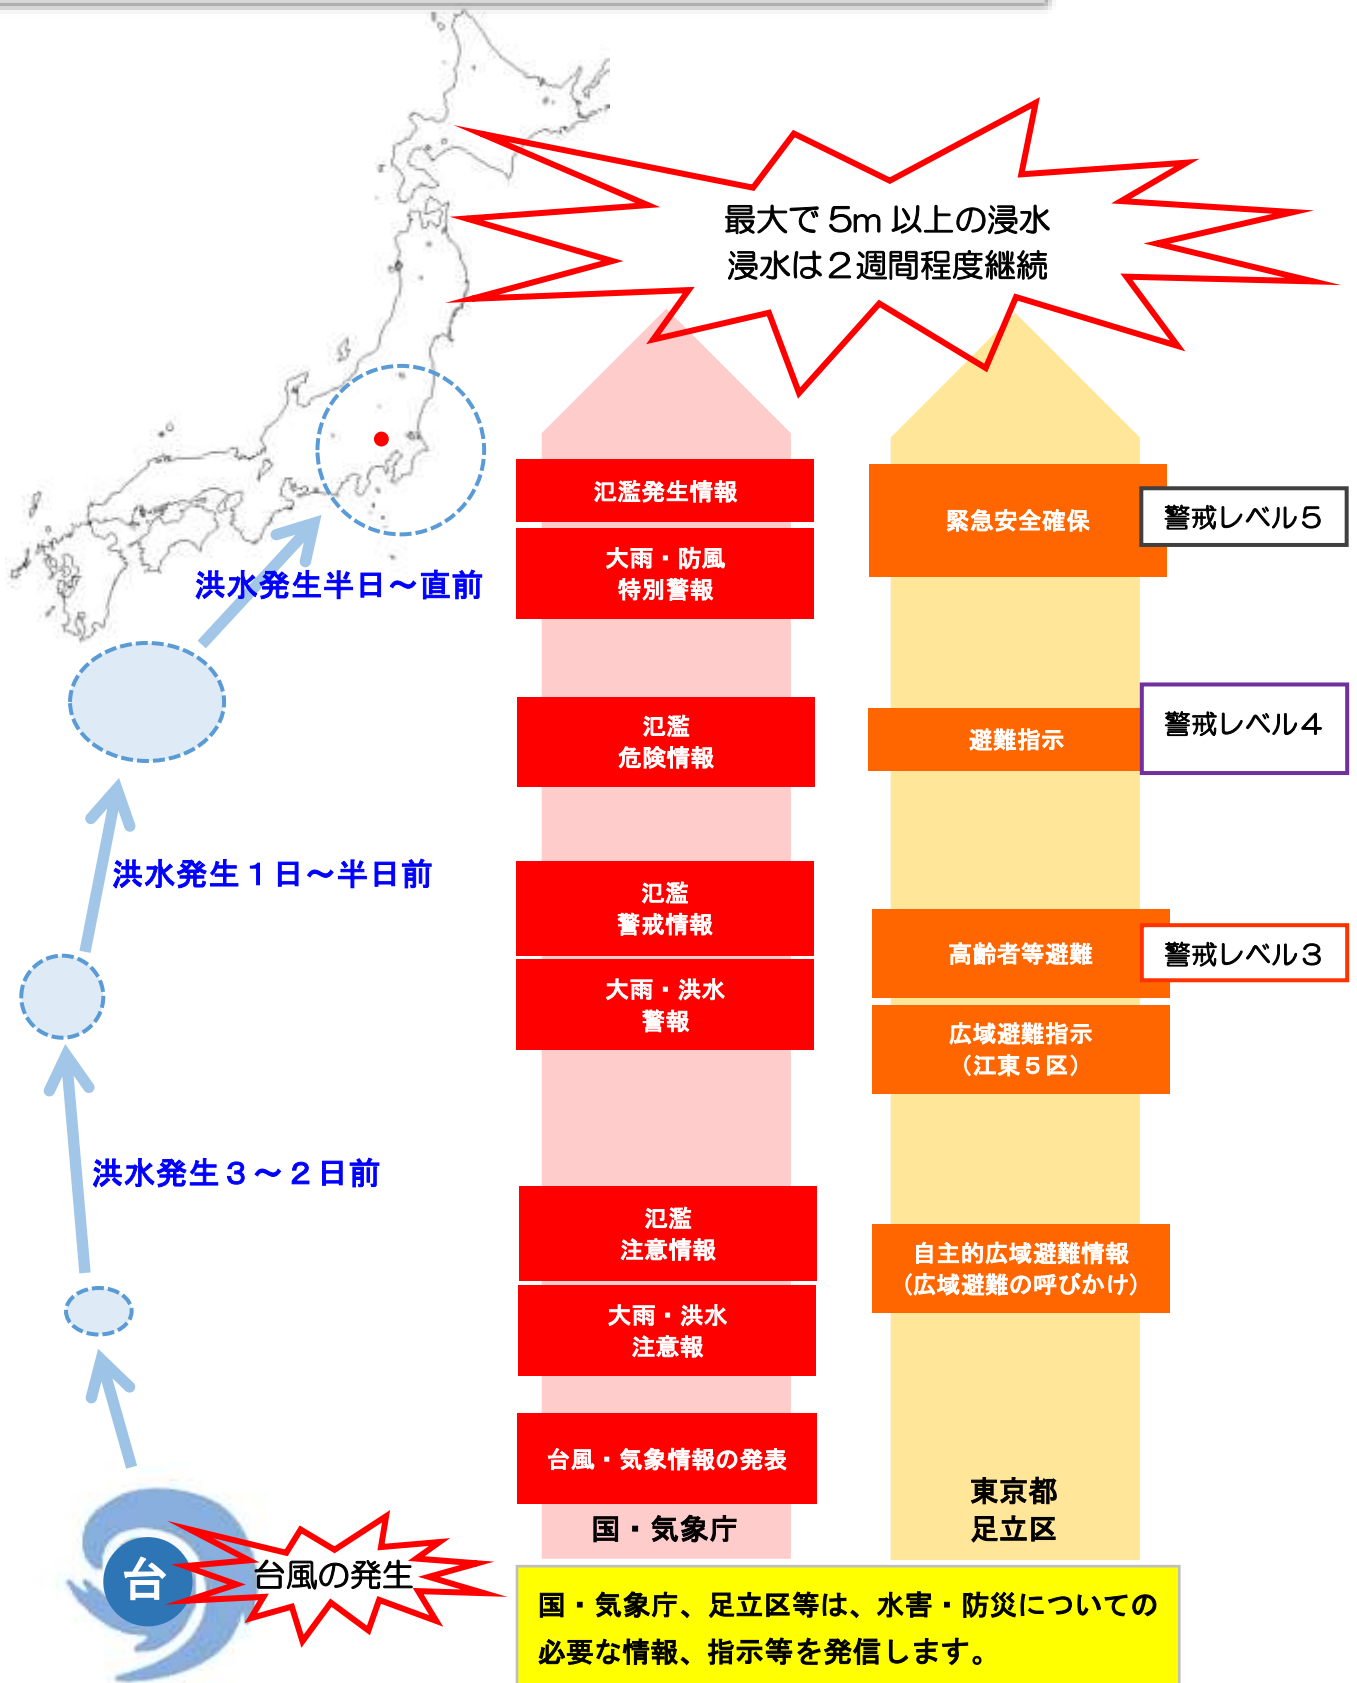 最大で5m 以上の浸水
浸水は２週間程度継続
氾濫発生情報
大雨・防風
特別警報
緊急安全確保
警戒レベル５
洪水発生半日～直前
氾濫
危険情報
避難指示
警戒レベル４
洪水発生１日～半日前
氾濫
警戒情報
大雨・洪水
警報
高齢者等避難
警戒レベル３
広域避難指示
（江東５区）
洪水発生３～２日前
氾濫
注意情報
大雨・洪水
注意報
自主的広域避難情報
（広域避難の呼びかけ）
台風・気象情報の発表
国・気象庁
東京都
足立区
台
台風の発生
国・気象庁、足立区等は、水害・防災についての
必要な情報、指示等を発信します。